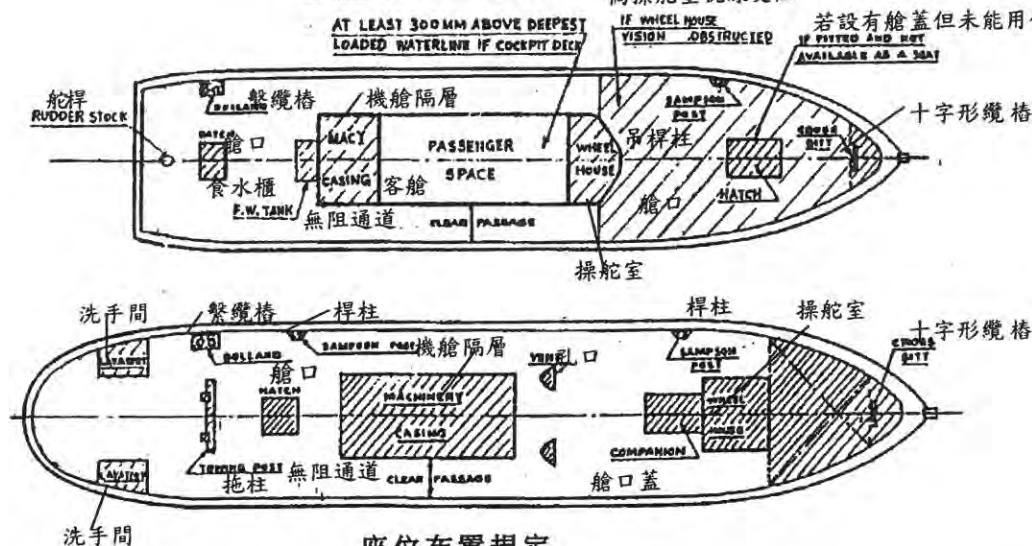 AT LEAST 300MM ABOVE DEEPEST
LOADED WATERLINE IF COCKPIT DECK
IF WHEEL HOUSE
VISION OBSTRUCTED
若設有艙蓋但未能用
IF FITTED AND NOT
AVAILABLE AS A SEAT
舵桿
RUDDER STOCK
繫纜樁
機艙隔層
SAMPSON
POST
十字形纜樁
CROSS
BITT
艙口
HATCH
MACY
CASING
PASSENGER
SPACE
WHEEL
HOUSE
吊桿柱
食水櫃
F.W. TANK
客艙
無阻通道
CLEAR PASSAGE
艙口
HATCH
操舵室
洗手間
繫纜樁
桿柱
桿柱
操舵室
十字形纜樁
BOLLARD
SAMPSON POST
機艙隔層
孔口
SAMPSON
POST
CROSS
BITT
艙口
HATCH
MACHINERY
CASING
WHEEL
HOUSE
COMPANION
TOWING POST
拖柱
無阻通道
CLEAR PASSAGE
艙口蓋
LAVATORY
洗手間
座位布置規定